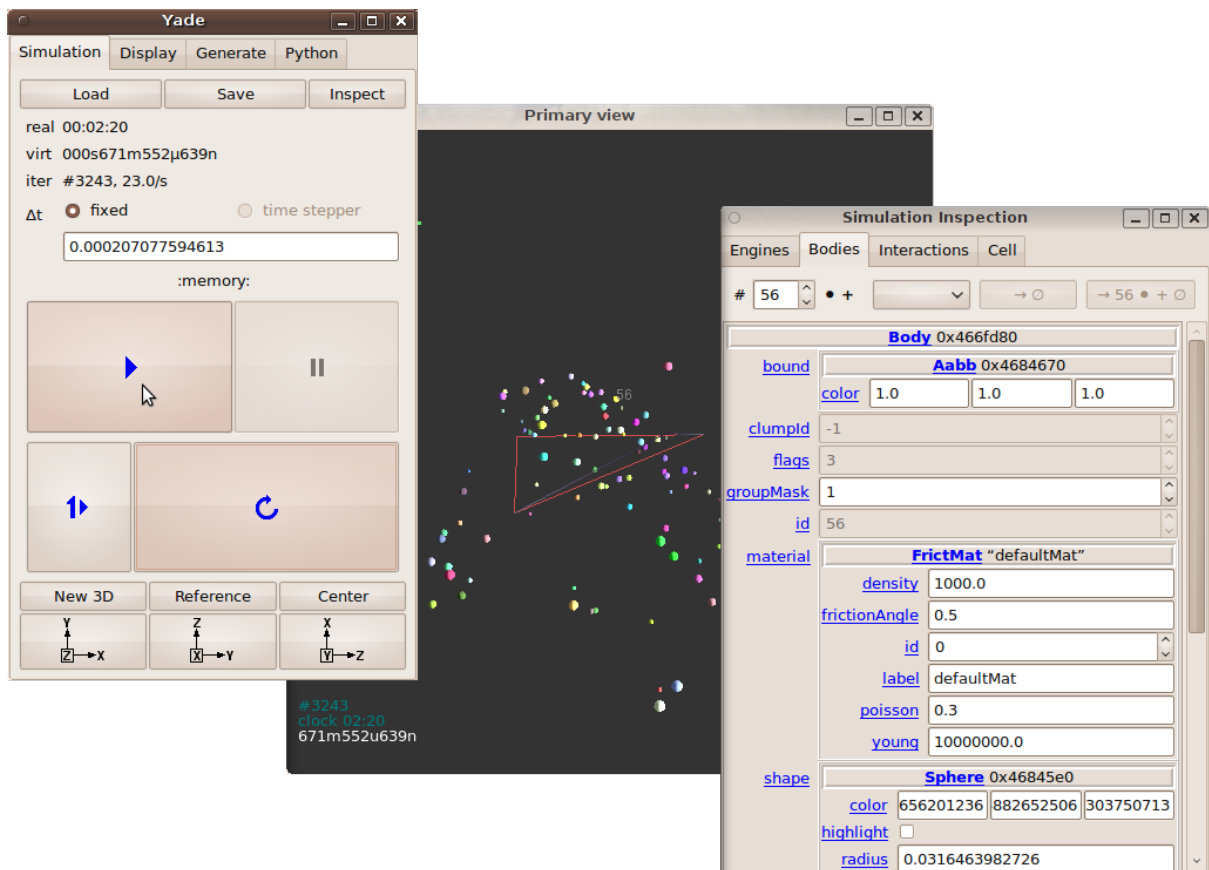 Yade
Simulation Display Generate Python
Load Save Inspect
real 00:02:20
virt 000s671m552µ639n
iter #3243, 23.0/s
Δt fixed time stepper
0.000207077594613
:memory:
1
New 3D Reference Center
Y Z X
Z X X Y Y Z
Primary view
56
#3243
clock 02:20
671m552u639n
Simulation Inspection
Engines Bodies Interactions Cell
# 56 • + → ∅ → 56 • + ∅
Body 0x466fd80
bound Aabb 0x4684670
color 1.0 1.0 1.0
clumpId -1
flags 3
groupMask 1
id 56
material FrictMat “defaultMat”
density 1000.0
frictionAngle 0.5
id 0
label defaultMat
poisson 0.3
young 10000000.0
shape Sphere 0x46845e0
color 656201236 882652506 303750713
highlight
radius 0.0316463982726